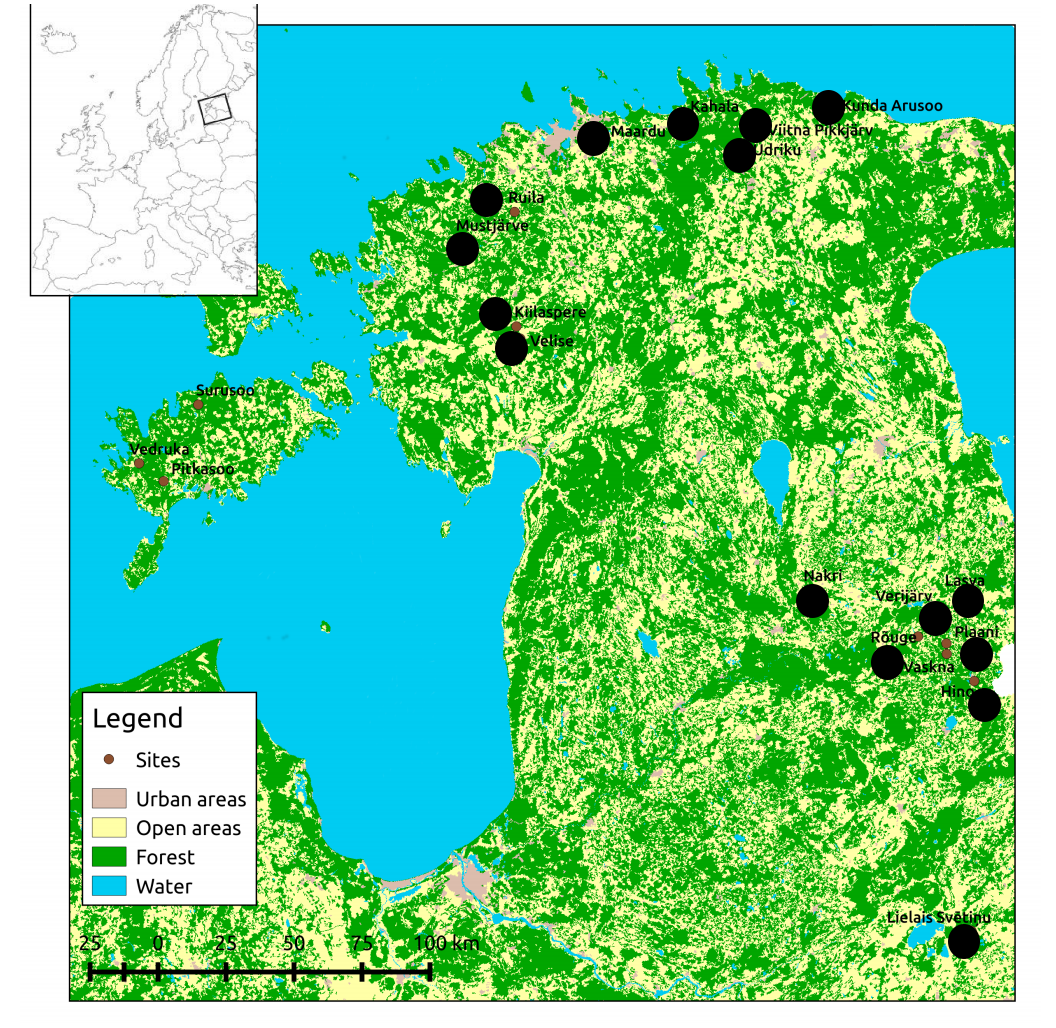 Kahala
Kunda Arusoo
Maardu
Viitna Pikkjärv
Udriku
Ruila
Mustjärve
Kiilaspere
Velise
Surusoo
Vedruka
Pitkasoo
Nakri
Lasva
Verijärv
Plaani
Rõuge
Vaskna
Hino
Legend
Sites
Urban areas
Open areas
Forest
Water
Lielais Svētiņu
25 0 25 50 75 100 km